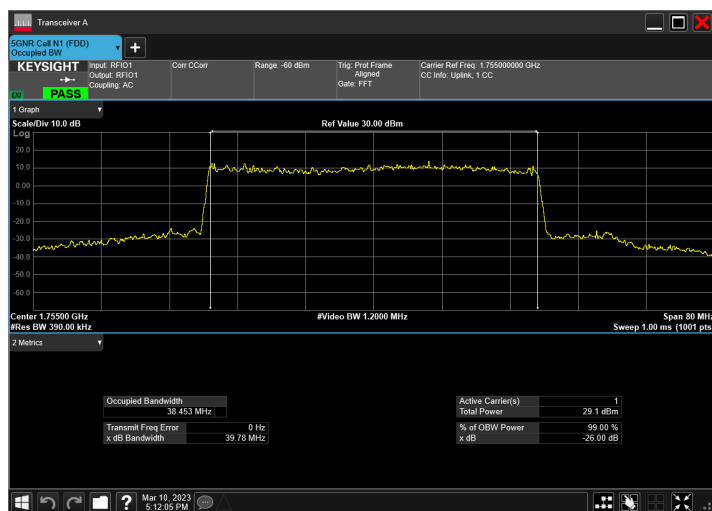 Transceiver A
5GNR Cell N1 (FDD)
Occupied BW
KEYSIGHT
Input: RFIO1
Output: RFIO1
Coupling: AC
Corr CCorr
Range: -60 dBm
Trig: Prot Frame
Aligned
Gate: FFT
Carrier Ref Freq: 1.755000000 GHz
CC Info: Uplink, 1 CC
PASS
1 Graph
Scale/Div 10.0 dB
Ref Value 30.00 dBm
Log
20.0
10.0
0.00
-10.0
-20.0
-30.0
-40.0
-50.0
-60.0
Center 1.75500 GHz
#Video BW 1.2000 MHz
Span 80 MHz
#Res BW 390.00 kHz
Sweep 1.00 ms (1001 pts
2 Metrics
Occupied Bandwidth
38.453 MHz
Transmit Freq Error 0 Hz
x dB Bandwidth 39.78 MHz
Active Carrier(s) 1
Total Power 29.1 dBm
% of OBW Power 99.00 %
x dB -26.00 dB
Mar 10, 2023
5:12:05 PM